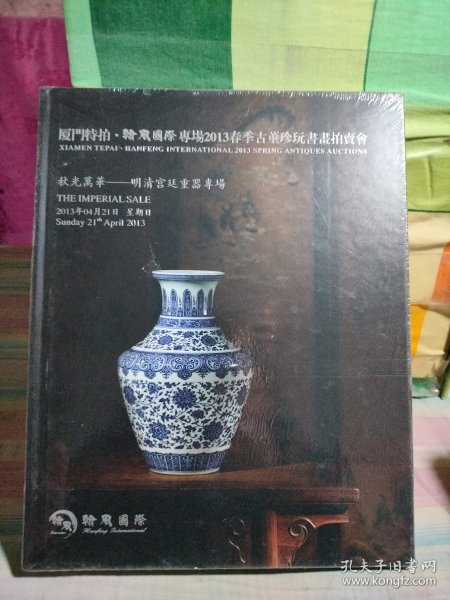 厦門特拍·翰風國際專場2013春季古董珍玩書畫拍賣會
XIAMEN TEPAI·HANFENG INTERNATIONAL 2013 SPRING ANTIQUES AUCTIONS
秋光萬華——明清宫廷重器專場
THE IMPERIAL SALE
2013年04月21日 星期日
Sunday 21th April 2013
翰風國際
Hanfeng International
孔夫子旧书网
www.kongfz.com